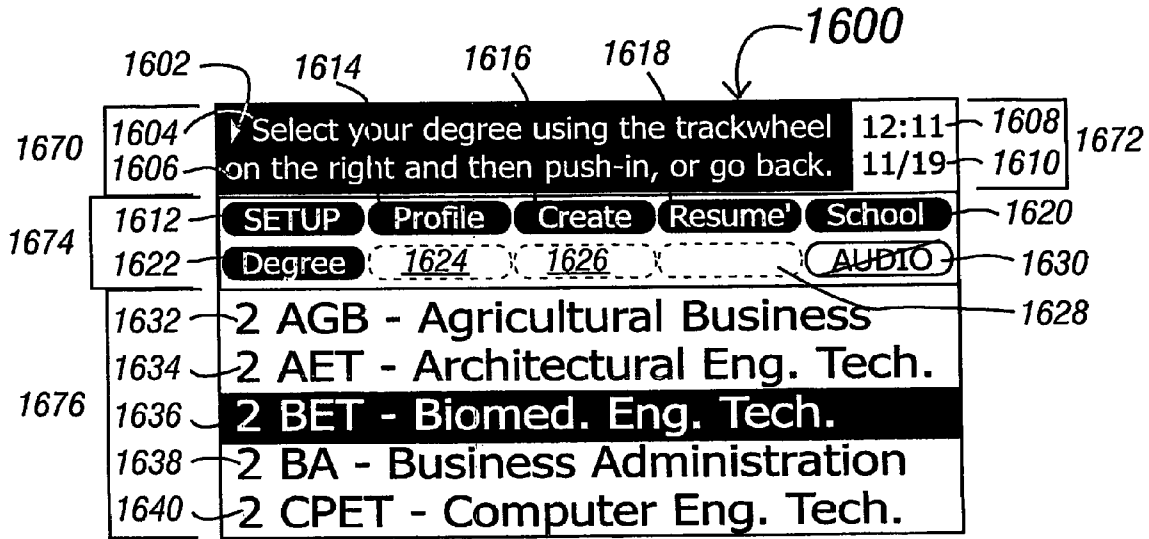 1600
1602 1614 1616 1618
1670 1604 Select your degree using the trackwheel 12:11 1608 1672
1606 on the right and then push-in, or go back. 11/19 1610
1674 1612 SETUP Profile Create Resume' School 1620
1622 Degree 1624 1626 AUDIO 1630
1628
1632 2 AGB - Agricultural Business
1634 2 AET - Architectural Eng. Tech.
1676 1636 2 BET - Biomed. Eng. Tech.
1638 2 BA - Business Administration
1640 2 CPET - Computer Eng. Tech.